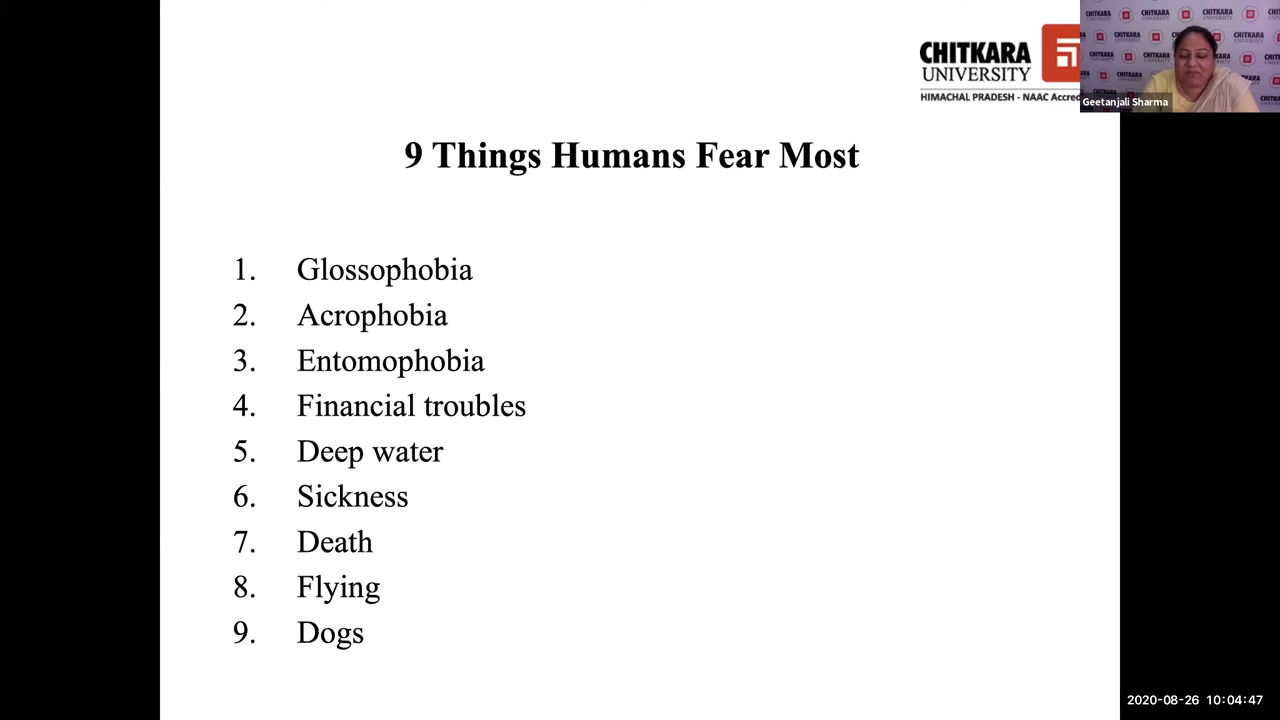 CHITKARA
UNIVERSITY
HIMACHAL PRADESH - NAAC
Geetanjali Sharma
9 Things Humans Fear Most
1. Glossophobia
2. Acrophobia
3. Entomophobia
4. Financial troubles
5. Deep water
6. Sickness
7. Death
8. Flying
9. Dogs
2020-08-26 10:04:47